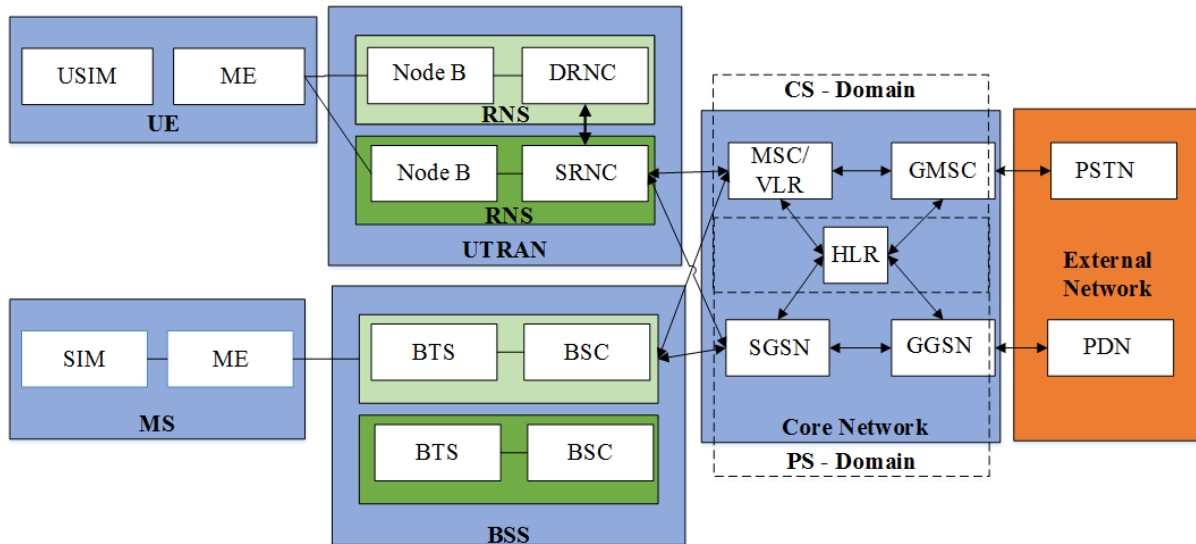 USIM
ME
UE
Node B
DRNC
RNS
Node B
SRNC
RNS
UTRAN
SIM
ME
MS
BTS
BSC
BTS
BSC
BSS
CS - Domain
MSC/
VLR
GMSC
HLR
SGSN
GGSN
Core Network
PS - Domain
PSTN
External
Network
PDN